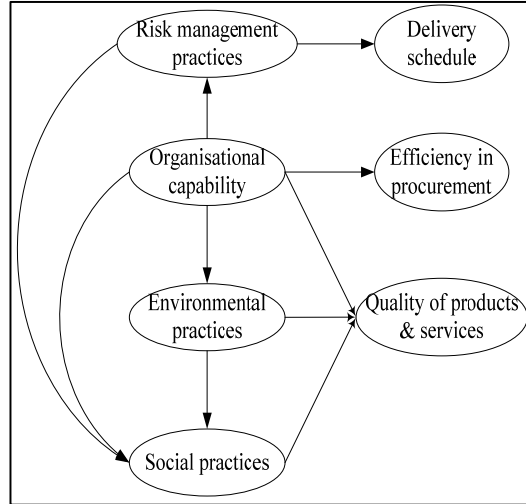 Risk management
practices
Delivery
schedule
Organisational
capability
Efficiency in
procurement
Environmental
practices
Quality of products
& services
Social practices